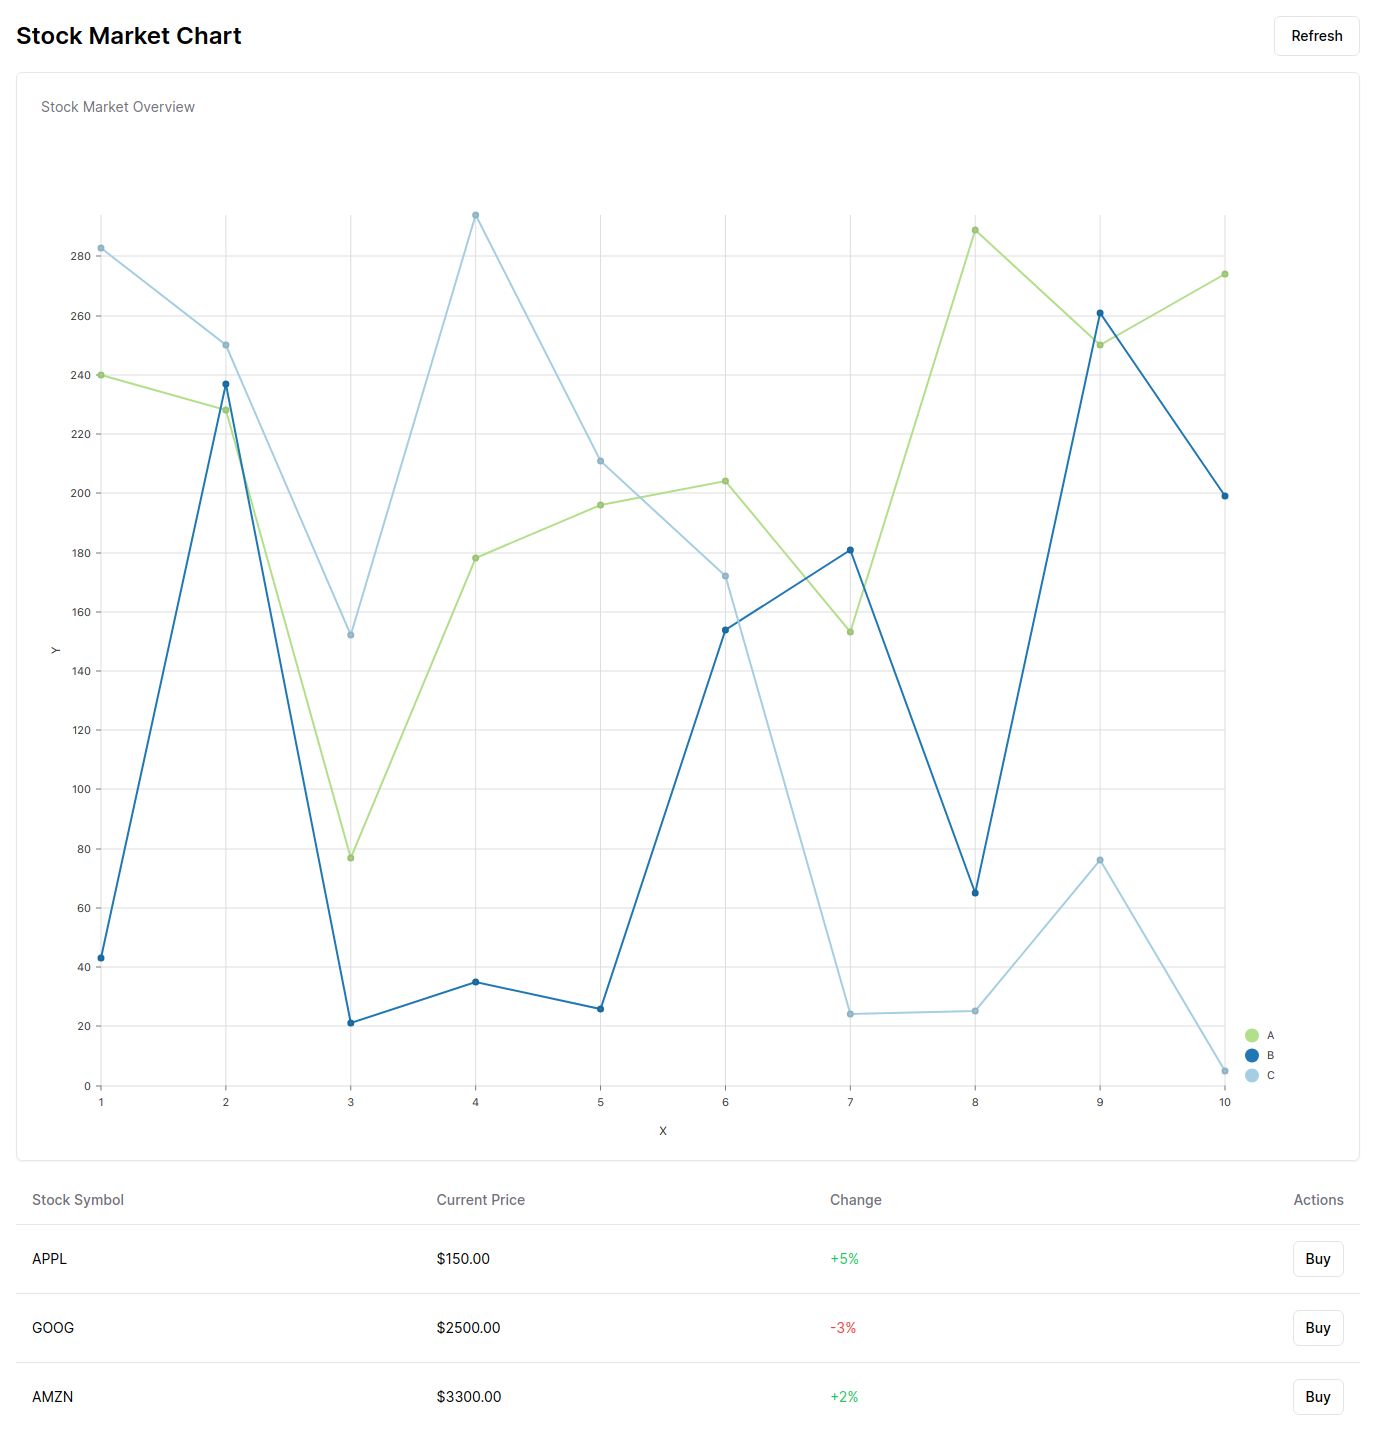 Stock Market Chart
Refresh
Stock Market Overview
280
260
240
220
200
180
160
140
120
100
80
60
40
20
0
Y
1 2 3 4 5 6 7 8 9 10
X
A
B
C
Stock Symbol Current Price Change Actions
APPL $150.00 +5% Buy
GOOG $2500.00 -3% Buy
AMZN $3300.00 +2% Buy